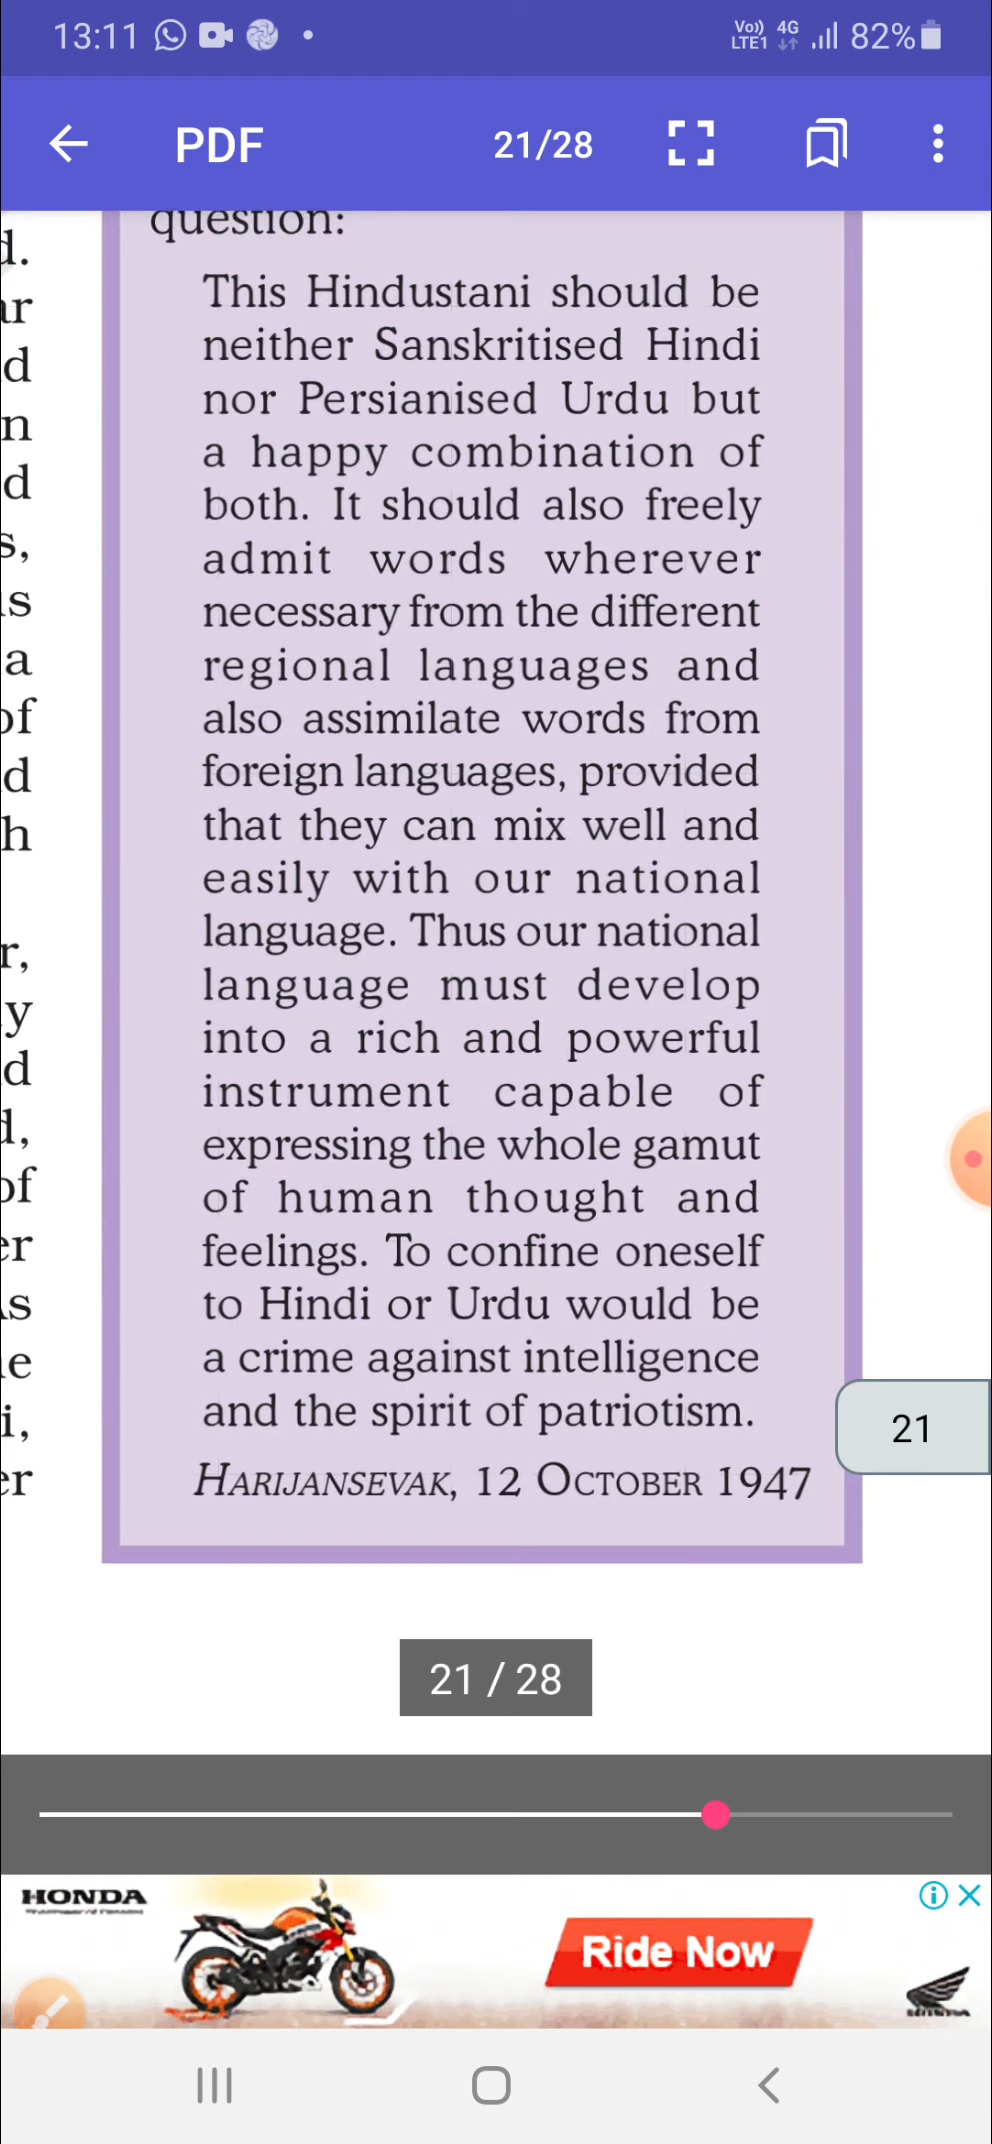 13:11
Vo)) 4G
LTE1
82%
PDF
21/28
question:
This Hindustani should be
neither Sanskritised Hindi
nor Persianised Urdu but
a happy combination of
both. It should also freely
admit words wherever
necessary from the different
regional languages and
also assimilate words from
foreign languages, provided
that they can mix well and
easily with our national
language. Thus our national
language must develop
into a rich and powerful
instrument capable of
expressing the whole gamut
of human thought and
feelings. To confine oneself
to Hindi or Urdu would be
a crime against intelligence
and the spirit of patriotism.
HARIJANSEVAK, 12 OCTOBER 1947
21
21 / 28
HONDA
Ride Now
HONDA